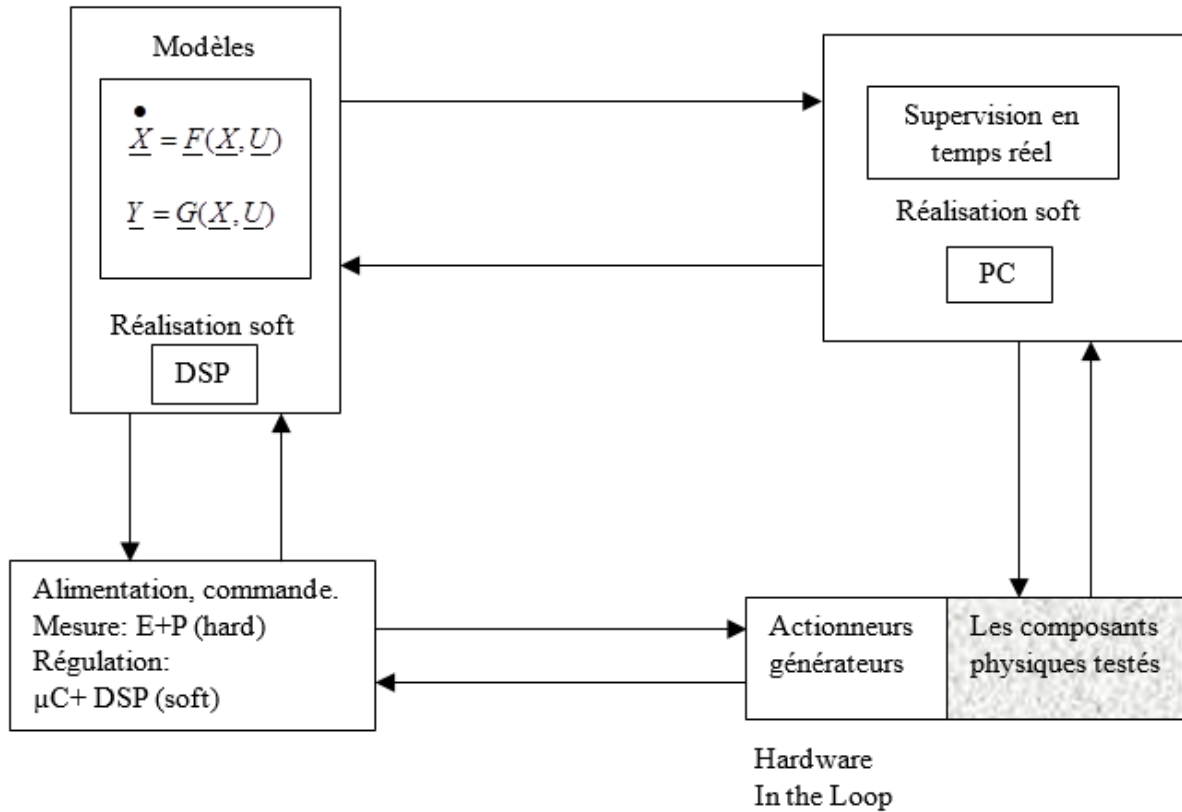 Modèles
•
X = F(X,U)
Y = G(X,U)
Réalisation soft
DSP
Supervision en
temps réel
Réalisation soft
PC
Alimentation, commande.
Mesure: E+P (hard)
Régulation:
µC+ DSP (soft)
Actionneurs
générateurs
Les composants
physiques testés
Hardware
In the Loop